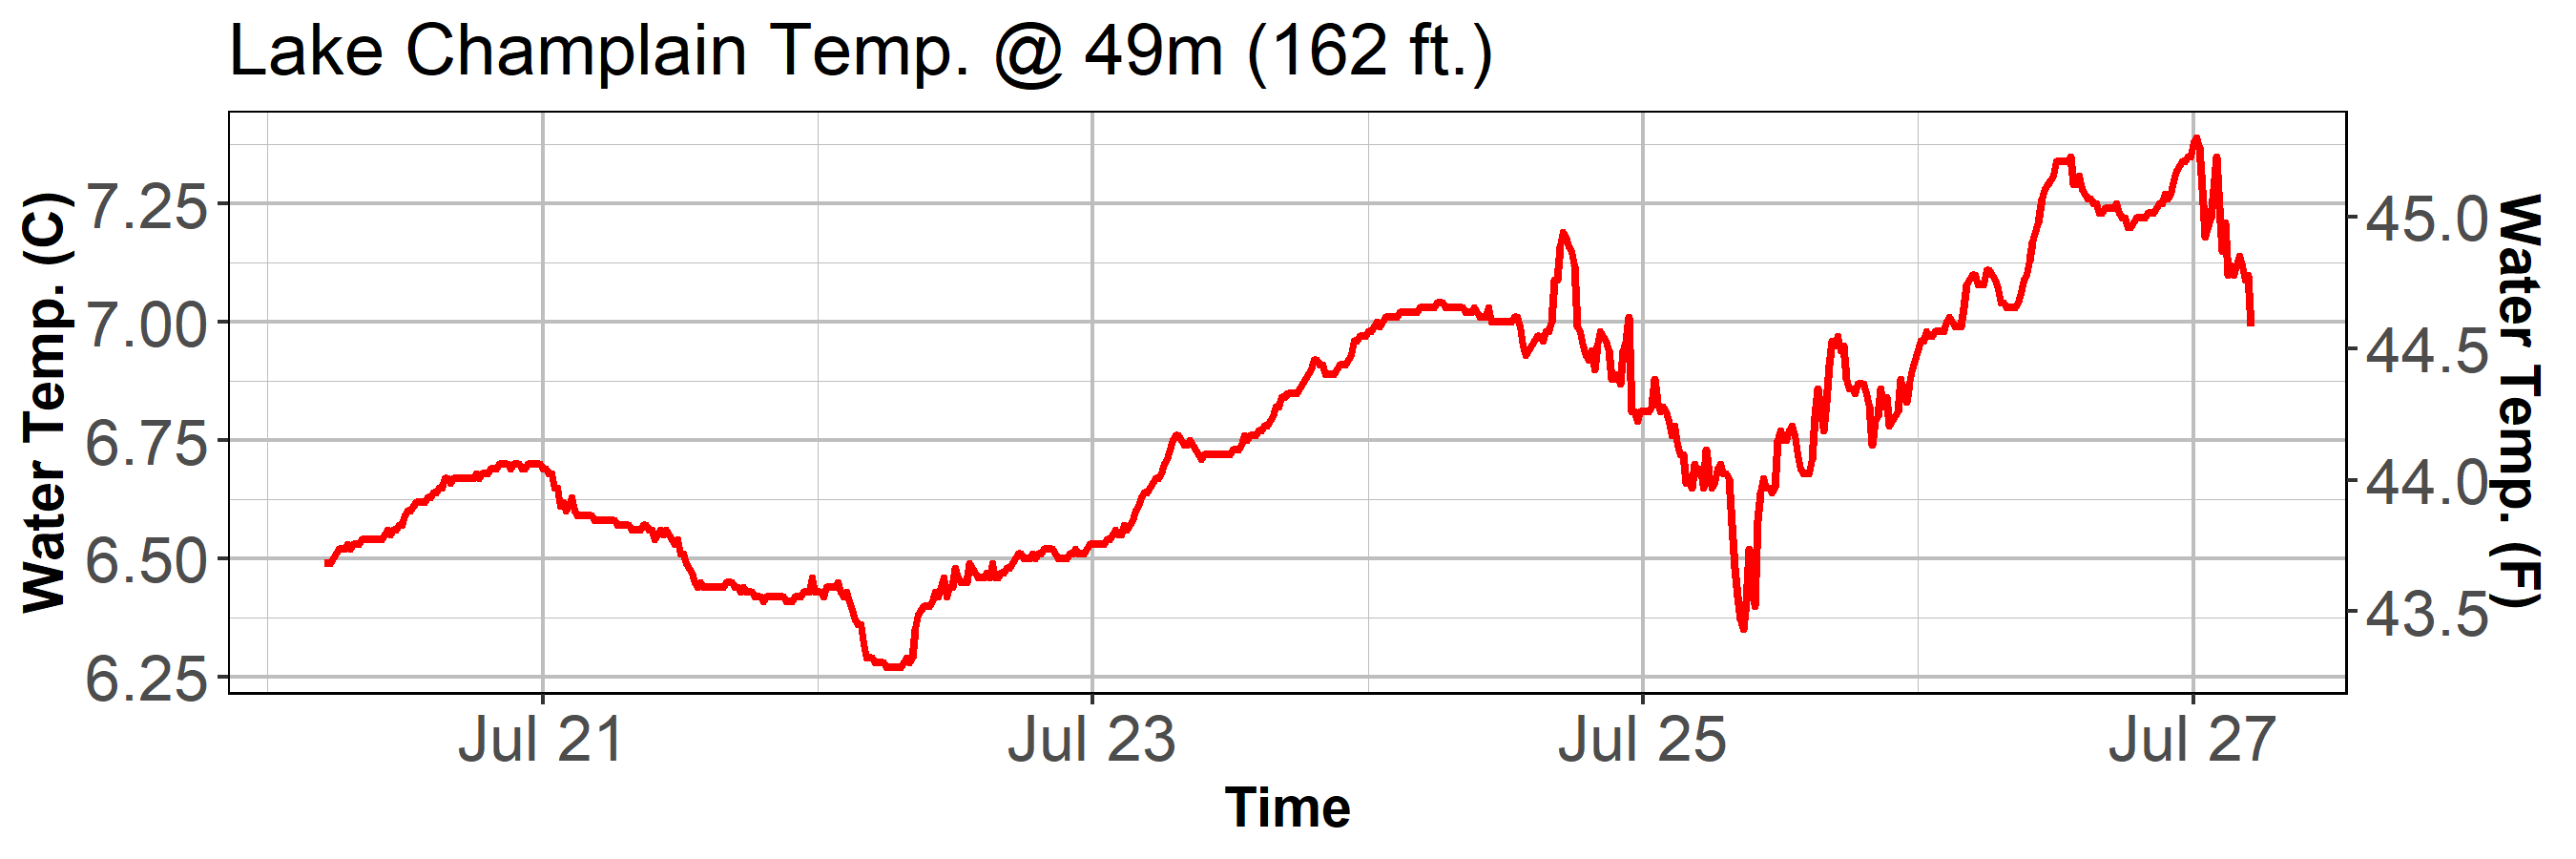 Lake Champlain Temp. @ 49m (162 ft.)
Water Temp. (C)
7.25
7.00
6.75
6.50
6.25
45.0
44.5
44.0
43.5
Water Temp. (F)
Jul 21
Jul 23
Jul 25
Jul 27
Time